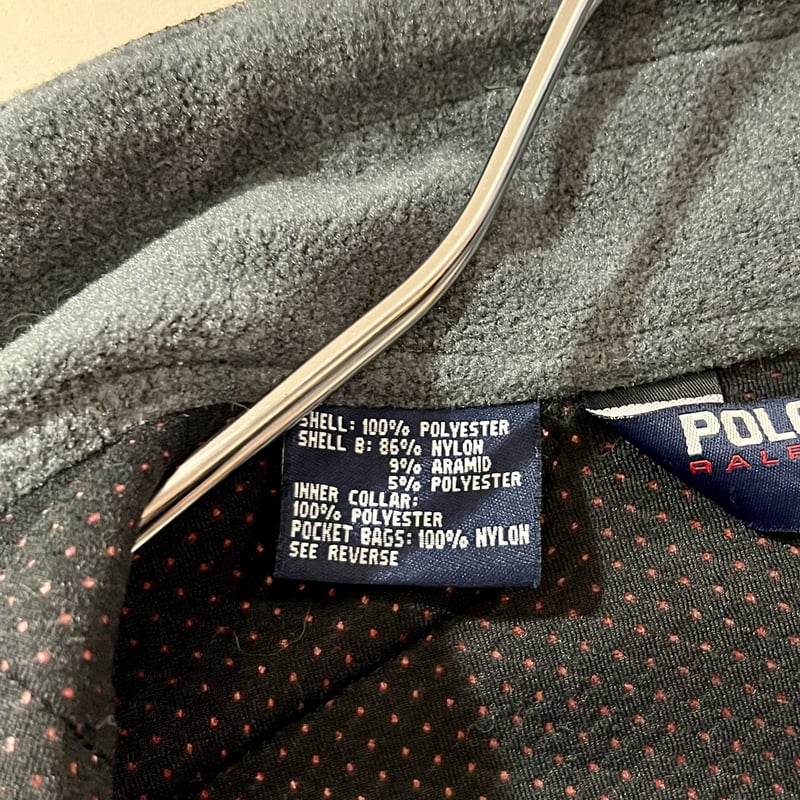 SHELL: 100% POLYESTER
SHELL B: 86% NYLON
9% ARAMID
5% POLYESTER
INNER COLLAR:
100% POLYESTER
POCKET BAGS: 100% NYLON
SEE REVERSE
POLO
RALP